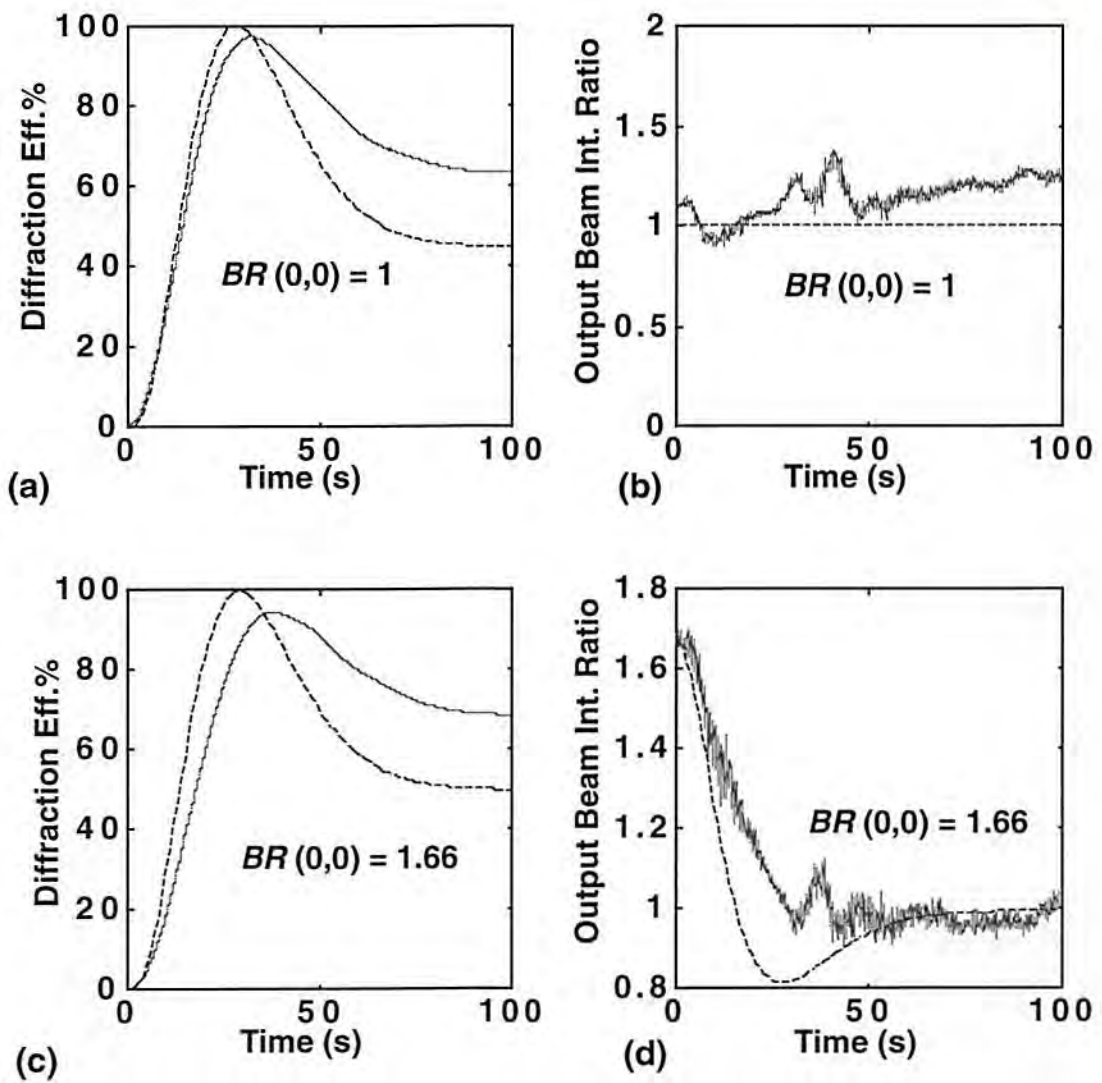 (a)
Diffraction Eff.%
100
80
60
40
20
0
BR (0,0) = 1
0 50 100
Time (s)
(b)
Output Beam Int. Ratio
2
1.5
1
0.5
0
BR (0,0) = 1
0 50 100
Time (s)
(c)
Diffraction Eff.%
100
80
60
40
20
0
BR (0,0) = 1.66
0 50 100
Time (s)
(d)
Output Beam Int. Ratio
1.8
1.6
1.4
1.2
1
0.8
BR (0,0) = 1.66
0 50 100
Time (s)